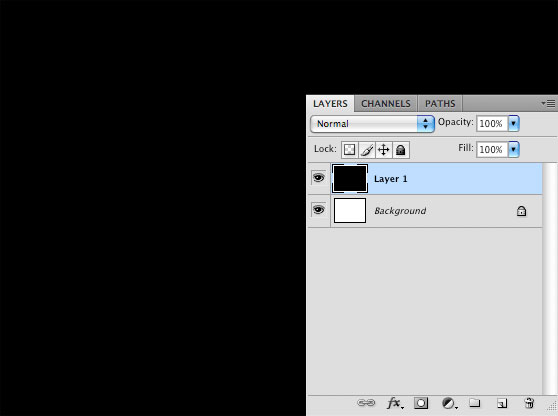 LAYERS CHANNELS PATHS
Normal Opacity: 100%
Lock: Fill: 100%
Layer 1
Background
fx